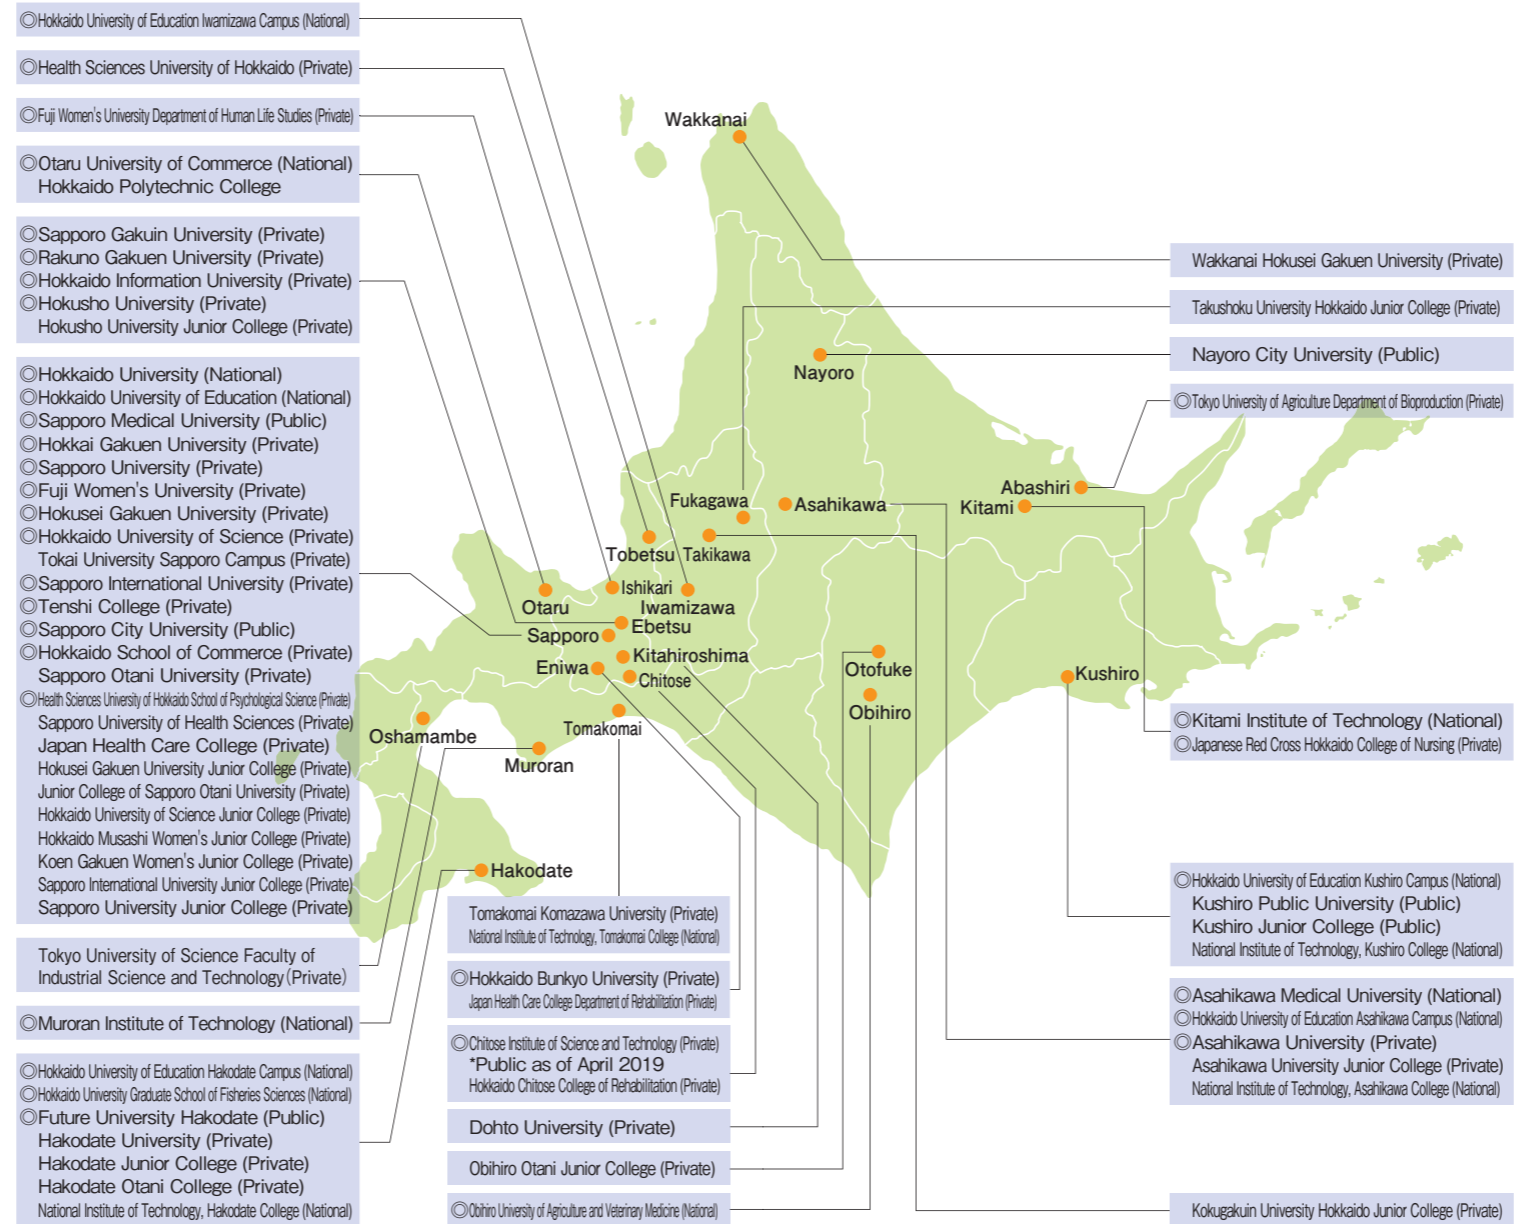 ◎Hokkaido University of Education Iwamizawa Campus (National)
◎Health Sciences University of Hokkaido (Private)
◎Fuji Women's University Department of Human Life Studies (Private)
◎Otaru University of Commerce (National)
Hokkaido Polytechnic College
◎Sapporo Gakuin University (Private)
◎Rakuno Gakuen University (Private)
◎Hokkaido Information University (Private)
◎Hokusho University (Private)
Hokusho University Junior College (Private)
◎Hokkaido University (National)
◎Hokkaido University of Education (National)
◎Sapporo Medical University (Public)
◎Hokkai Gakuen University (Private)
◎Sapporo University (Private)
◎Fuji Women's University (Private)
◎Hokusei Gakuen University (Private)
◎Hokkaido University of Science (Private)
Tokai University Sapporo Campus (Private)
◎Sapporo International University (Private)
◎Tenshi College (Private)
◎Sapporo City University (Public)
◎Hokkaido School of Commerce (Private)
Sapporo Otani University (Private)
◎Health Sciences University of Hokkaido School of Psychological Science (Private)
Sapporo University of Health Sciences (Private)
Japan Health Care College (Private)
Hokusei Gakuen University Junior College (Private)
Junior College of Sapporo Otani University (Private)
Hokkaido University of Science Junior College (Private)
Hokkaido Musashi Women's Junior College (Private)
Koen Gakuen Women's Junior College (Private)
Sapporo International University Junior College (Private)
Sapporo University Junior College (Private)
Tokyo University of Science Faculty of
Industrial Science and Technology (Private)
◎Muroran Institute of Technology (National)
◎Hokkaido University of Education Hakodate Campus (National)
◎Hokkaido University Graduate School of Fisheries Sciences (National)
◎Future University Hakodate (Public)
Hakodate University (Private)
Hakodate Junior College (Private)
Hakodate Otani College (Private)
National Institute of Technology, Hakodate College (National)
Wakkanai
Nayoro
Fukagawa
Asahikawa
Abashiri
Kitami
Tobetsu
Takikawa
Otaru
Ishikari
Iwamizawa
Ebetsu
Sapporo
Kitahiroshima
Eniwa
Chitose
Otofuke
Obihiro
Kushiro
Tomakomai
Oshamambe
Muroran
Hakodate
Tomakomai Komazawa University (Private)
National Institute of Technology, Tomakomai College (National)
◎Hokkaido Bunkyo University (Private)
Japan Health Care College Department of Rehabilitation (Private)
◎Chitose Institute of Science and Technology (Private)
*Public as of April 2019
Hokkaido Chitose College of Rehabilitation (Private)
Dohto University (Private)
Obihiro Otani Junior College (Private)
◎Obihiro University of Agriculture and Veterinary Medicine (National)
Wakkanai Hokusei Gakuen University (Private)
Takushoku University Hokkaido Junior College (Private)
Nayoro City University (Public)
◎Tokyo University of Agriculture Department of Bioproduction (Private)
◎Kitami Institute of Technology (National)
◎Japanese Red Cross Hokkaido College of Nursing (Private)
◎Hokkaido University of Education Kushiro Campus (National)
Kushiro Public University (Public)
Kushiro Junior College (Public)
National Institute of Technology, Kushiro College (National)
◎Asahikawa Medical University (National)
◎Hokkaido University of Education Asahikawa Campus (National)
◎Asahikawa University (Private)
Asahikawa University Junior College (Private)
National Institute of Technology, Asahikawa College (National)
Kokugakuin University Hokkaido Junior College (Private)